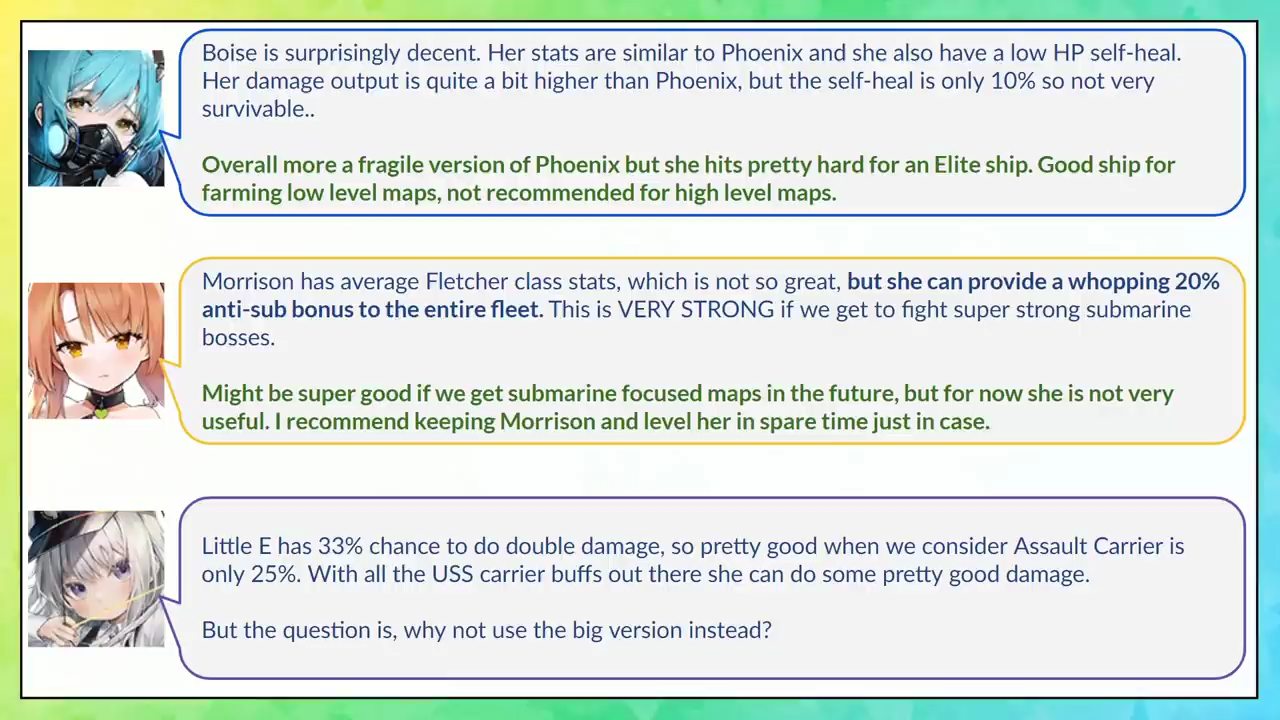 Boise is surprisingly decent. Her stats are similar to Phoenix and she also have a low HP self-heal.
Her damage output is quite a bit higher than Phoenix, but the self-heal is only 10% so not very
survivable..
Overall more a fragile version of Phoenix but she hits pretty hard for an Elite ship. Good ship for
farming low level maps, not recommended for high level maps.
Morrison has average Fletcher class stats, which is not so great, but she can provide a whopping 20%
anti-sub bonus to the entire fleet. This is VERY STRONG if we get to fight super strong submarine
bosses.
Might be super good if we get submarine focused maps in the future, but for now she is not very
useful. I recommend keeping Morrison and level her in spare time just in case.
Little E has 33% chance to do double damage, so pretty good when we consider Assault Carrier is
only 25%. With all the USS carrier buffs out there she can do some pretty good damage.
But the question is, why not use the big version instead?